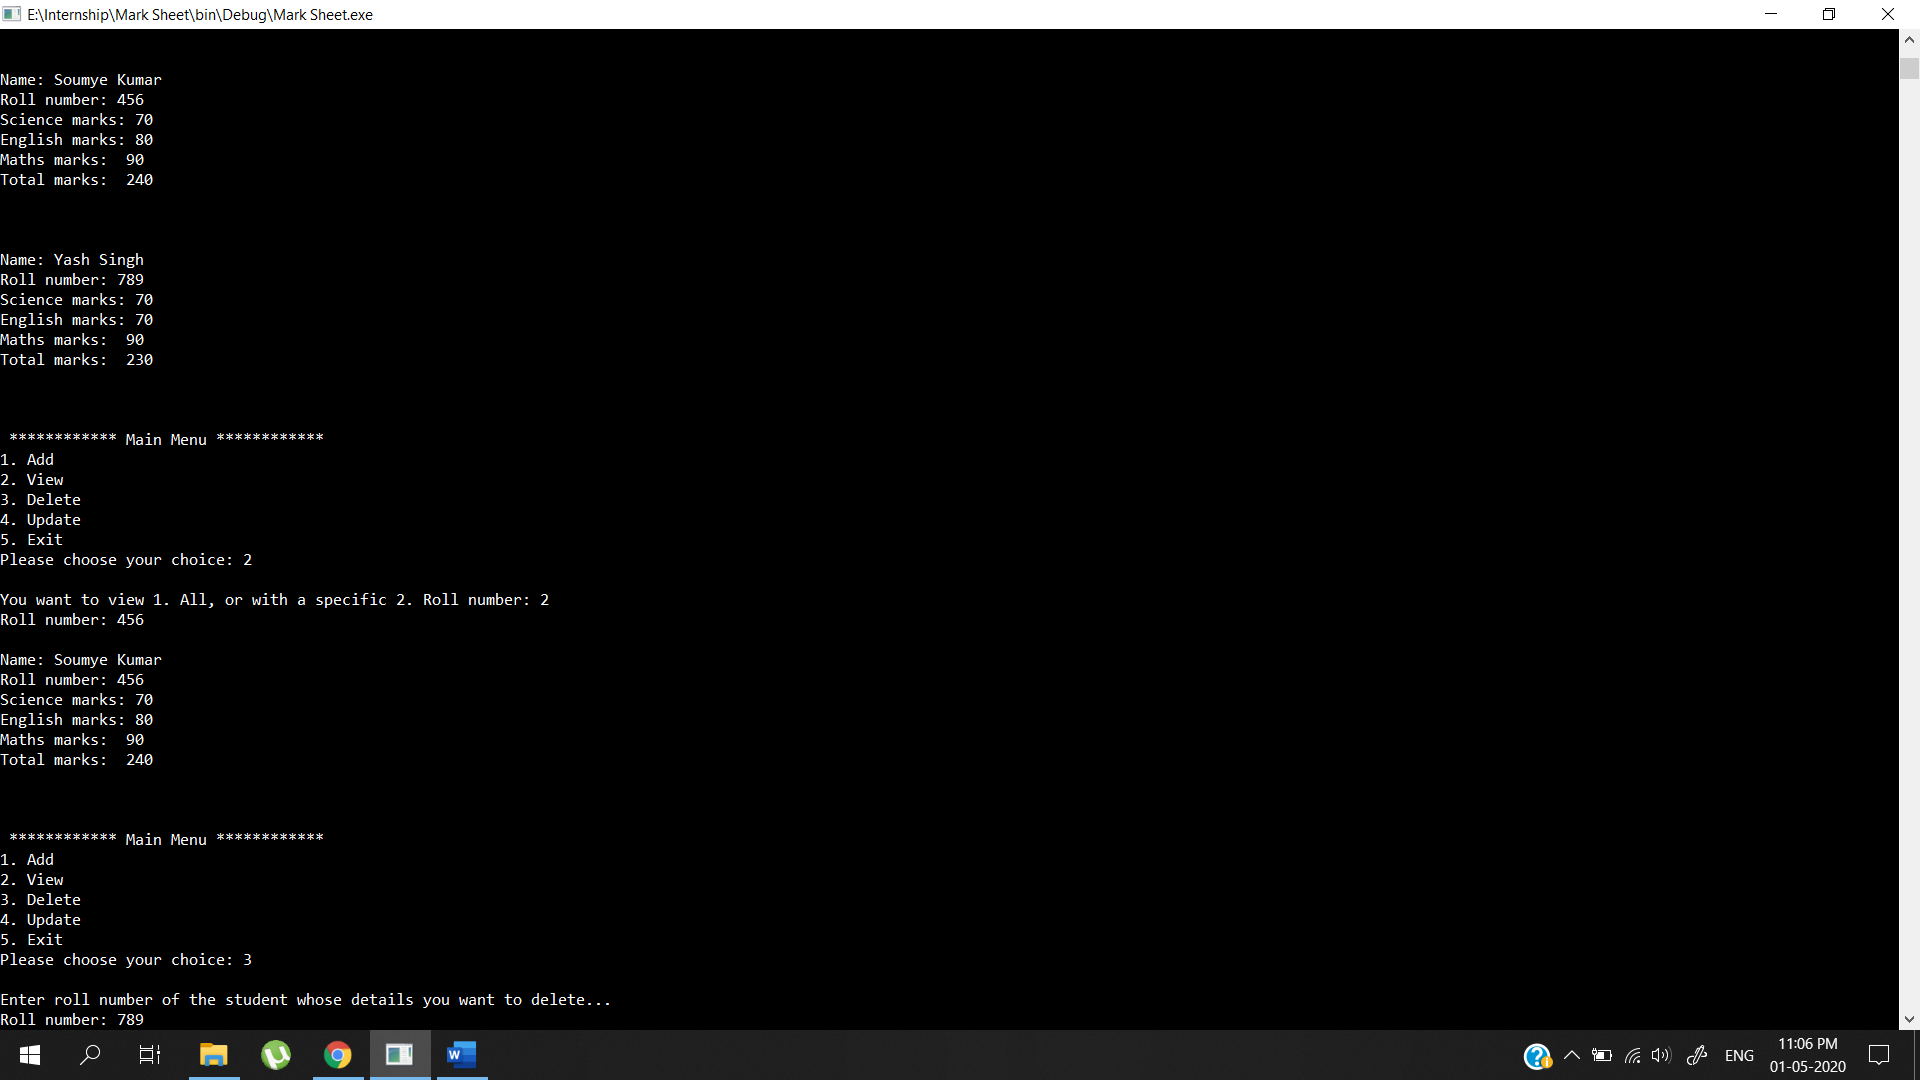 E:\Internship\Mark Sheet\bin\Debug\Mark Sheet.exe
Name: Soumye Kumar
Roll number: 456
Science marks: 70
English marks: 80
Maths marks:  90
Total marks:  240
Name: Yash Singh
Roll number: 789
Science marks: 70
English marks: 70
Maths marks:  90
Total marks:  230
************ Main Menu ************
1. Add
2. View
3. Delete
4. Update
5. Exit
Please choose your choice: 2
You want to view 1. All, or with a specific 2. Roll number: 2
Roll number: 456
Name: Soumye Kumar
Roll number: 456
Science marks: 70
English marks: 80
Maths marks:  90
Total marks:  240
************ Main Menu ************
1. Add
2. View
3. Delete
4. Update
5. Exit
Please choose your choice: 3
Enter roll number of the student whose details you want to delete...
Roll number: 789
ENG
11:06 PM
01-05-2020